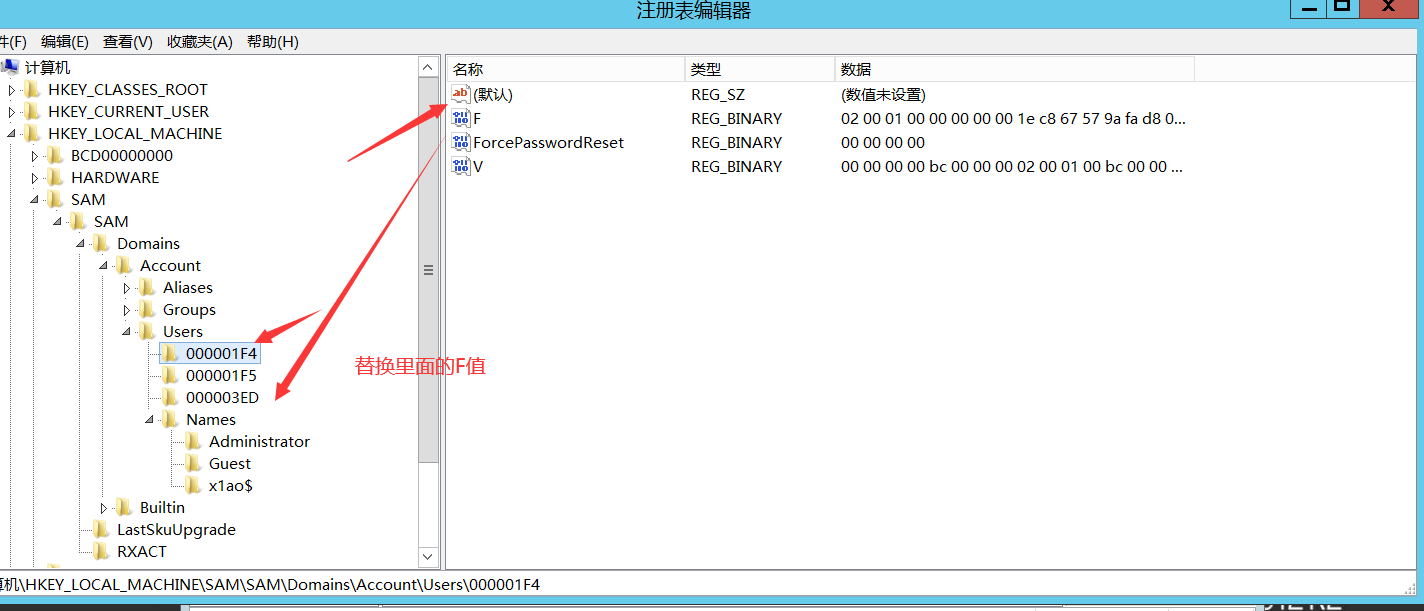 注册表编辑器
件(F) 编辑(E) 查看(V) 收藏夹(A) 帮助(H)
计算机
HKEY_CLASSES_ROOT
HKEY_CURRENT_USER
HKEY_LOCAL_MACHINE
BCD00000000
HARDWARE
SAM
SAM
Domains
Account
Aliases
Groups
Users
000001F4
000001F5
000003ED
Names
Administrator
Guest
x1ao$
Builtin
LastSkuUpgrade
RXACT
名称 类型 数据
ab (默认) REG_SZ (数值未设置)
F REG_BINARY 02 00 01 00 00 00 00 00 1e c8 67 57 9a fa d8 0...
ForcePasswordReset REG_BINARY 00 00 00 00
V REG_BINARY 00 00 00 00 bc 00 00 00 02 00 01 00 bc 00 00 ...
替换里面的F值
算机\HKEY_LOCAL_MACHINE\SAM\SAM\Domains\Account\Users\000001F4